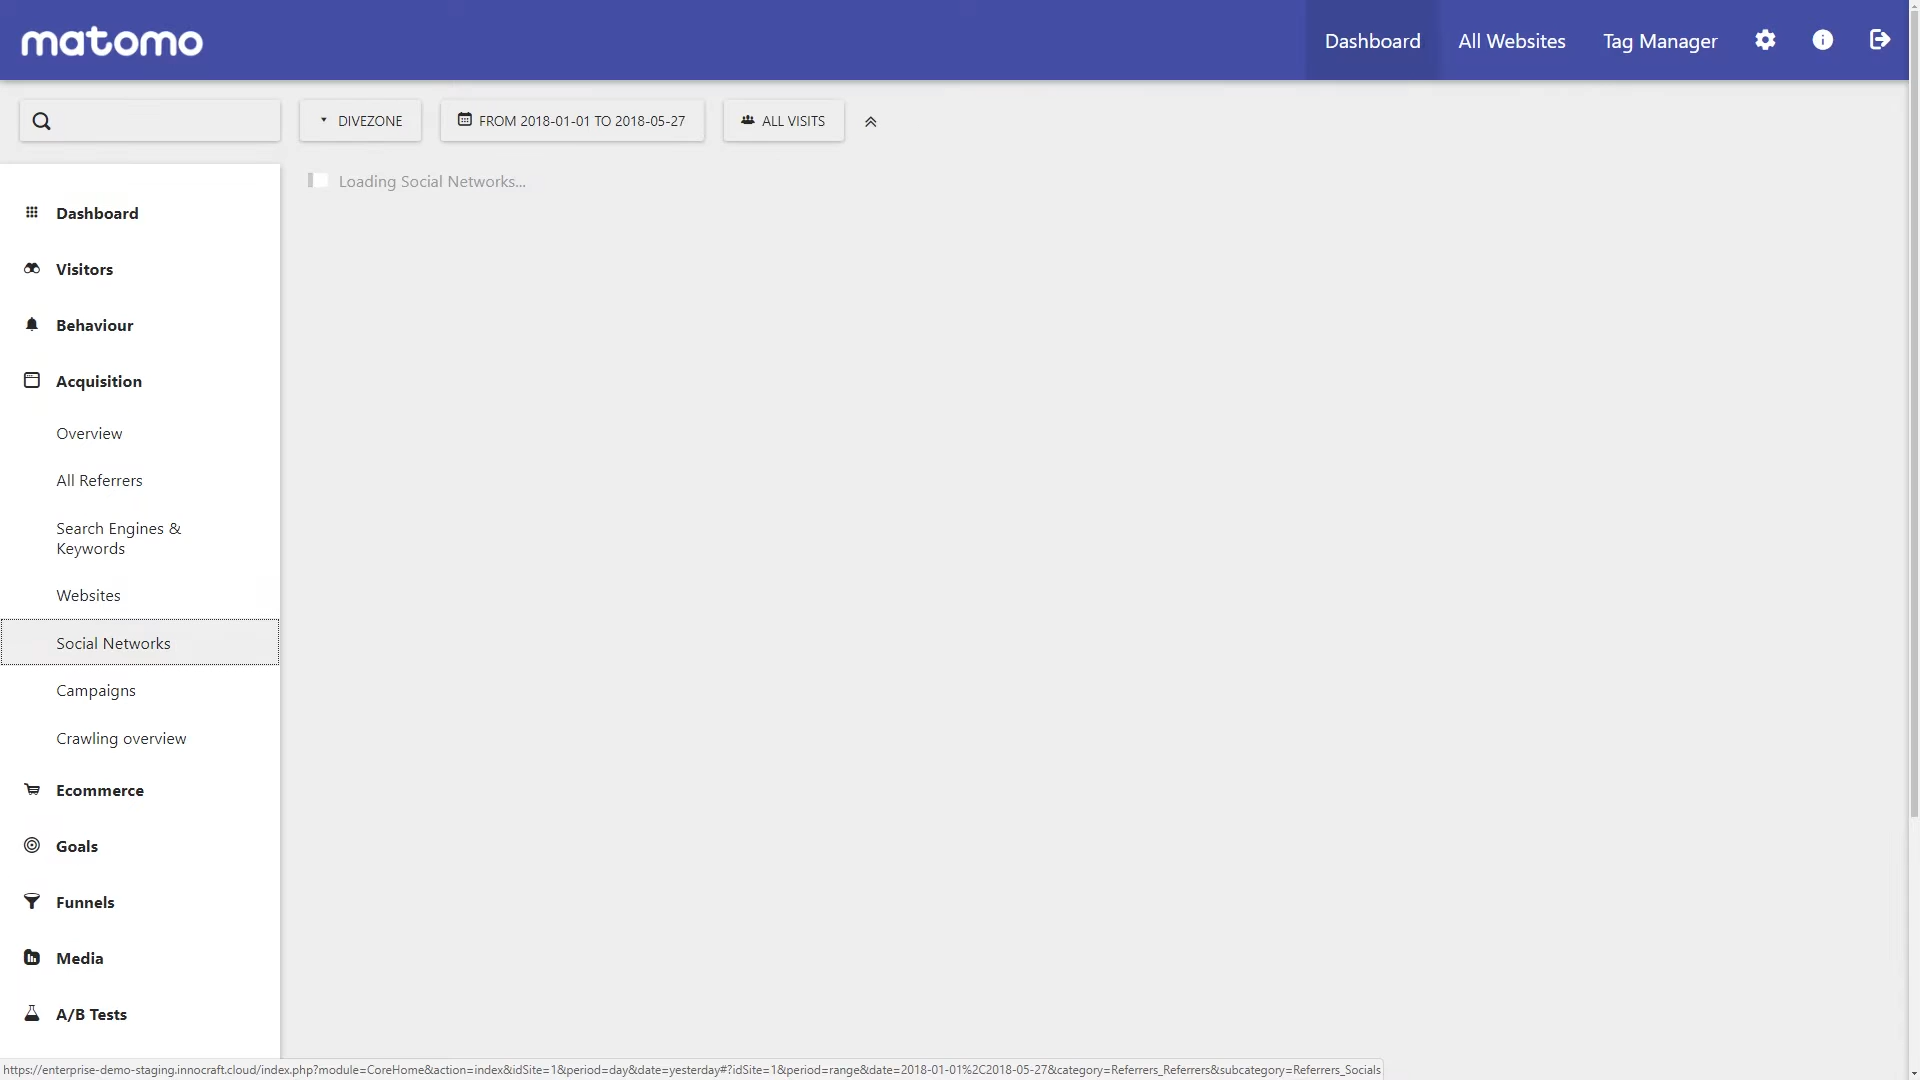 matomo
Dashboard
All Websites
Tag Manager
DIVEZONE
FROM 2018-01-01 TO 2018-05-27
ALL VISITS
Loading Social Networks...
Dashboard
Visitors
Behaviour
Acquisition
Overview
All Referrers
Search Engines &
Keywords
Websites
Social Networks
Campaigns
Crawling overview
Ecommerce
Goals
Funnels
Media
A/B Tests
https://enterprise-demo-staging.innocraft.cloud/index.php?module=CoreHome&action=index&idSite=1&period=day&date=yesterday#?idSite=1&period=range&date=2018-01-01%2C2018-05-27&category=Referrers_Referrers&subcategory=Referrers_Socials